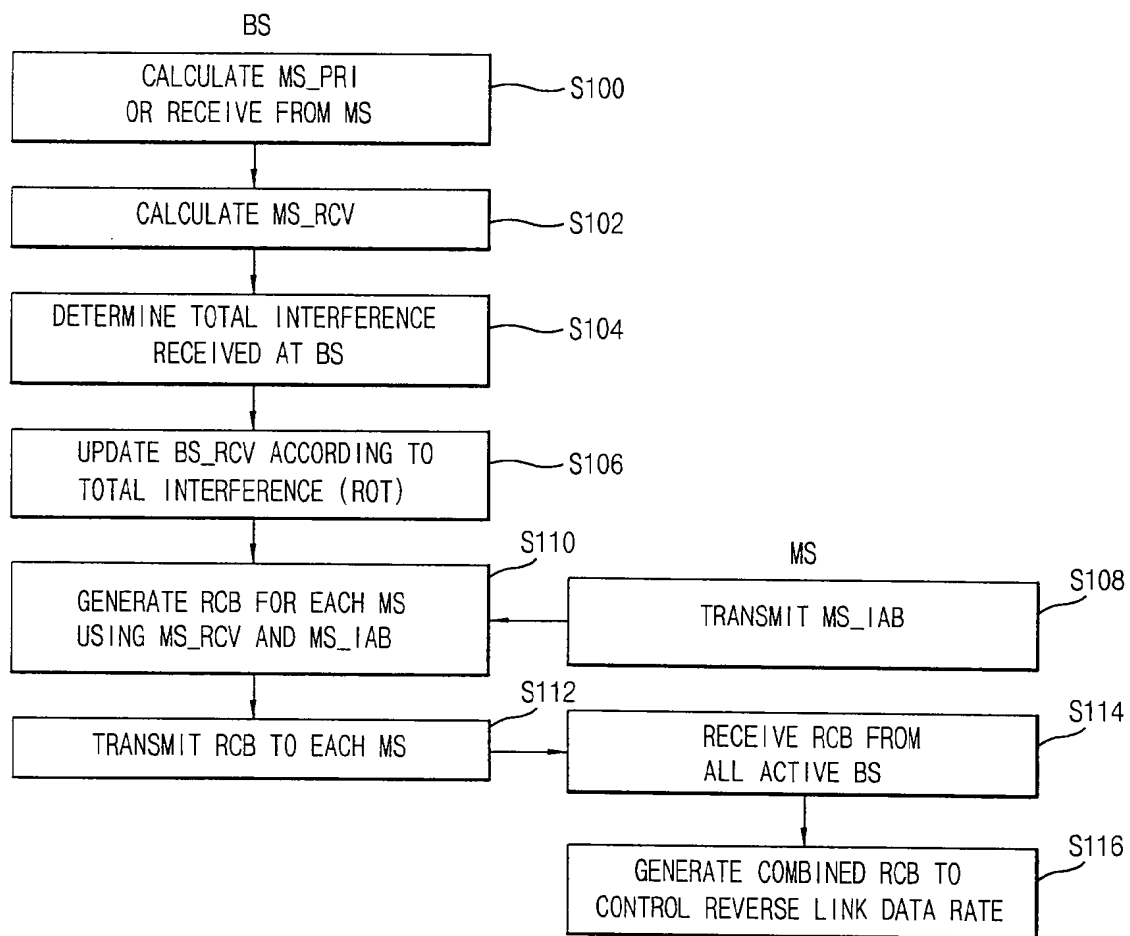 BS
CALCULATE MS_PRI
OR RECEIVE FROM MS
S100
CALCULATE MS_RCV
S102
DETERMINE TOTAL INTERFERENCE
RECEIVED AT BS
S104
UPDATE BS_RCV ACCORDING TO
TOTAL INTERFERENCE (ROT)
S106
S110
GENERATE RCB FOR EACH MS
USING MS_RCV AND MS_IAB
MS
S108
TRANSMIT MS_IAB
S112
TRANSMIT RCB TO EACH MS
S114
RECEIVE RCB FROM
ALL ACTIVE BS
S116
GENERATE COMBINED RCB TO
CONTROL REVERSE LINK DATA RATE